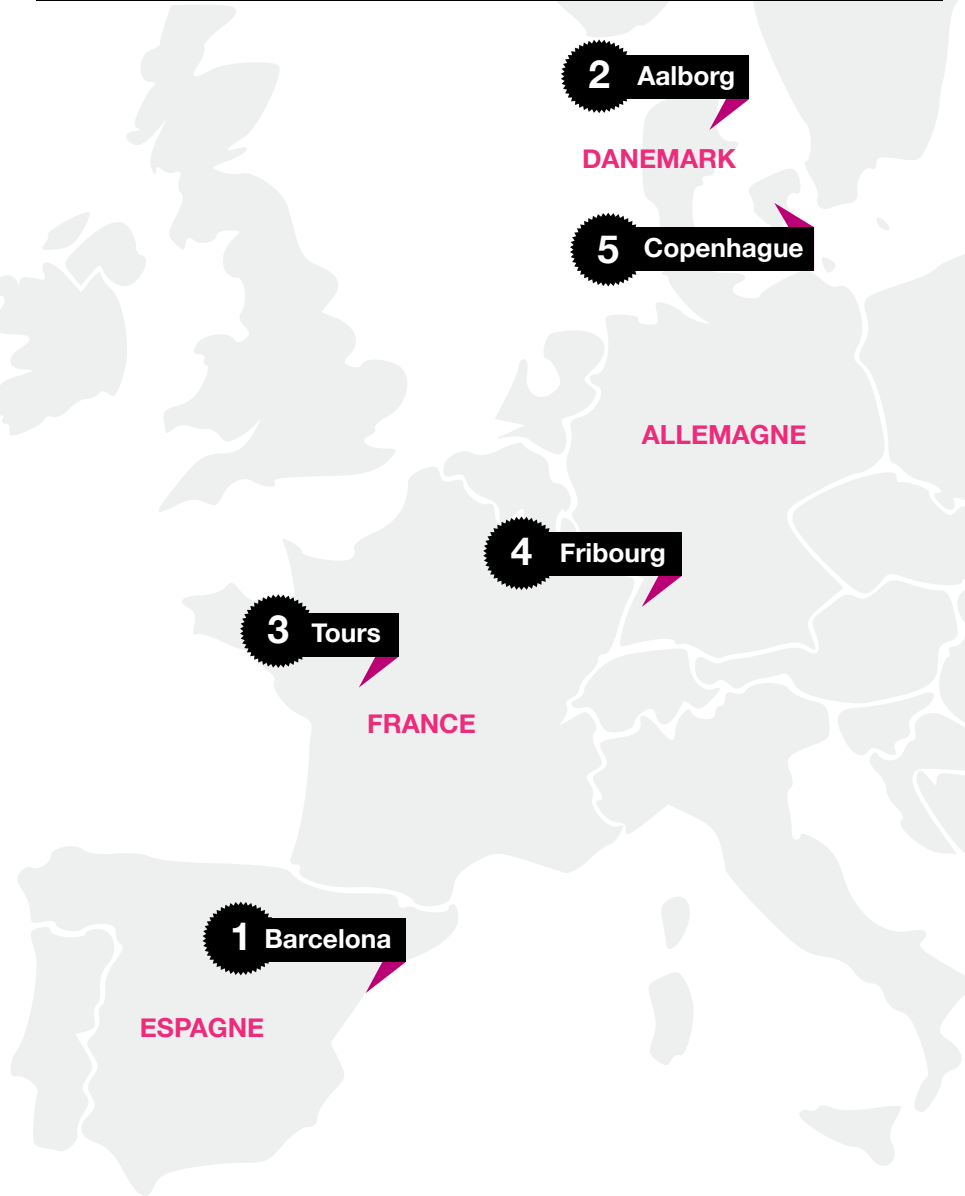 2 Aalborg
DANEMARK
5 Copenhague
ALLEMAGNE
4 Fribourg
3 Tours
FRANCE
1 Barcelona
ESPAGNE